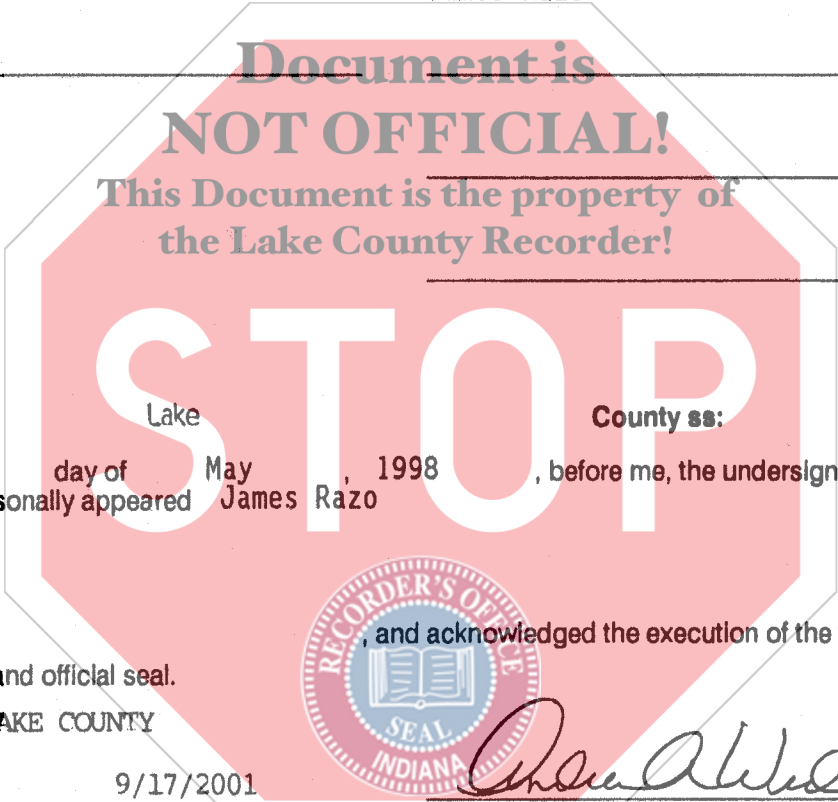 Document is
NOT OFFICIAL!
This Document is the property of
the Lake County Recorder!
STOP
Lake County ss:
day of May , 1998 , before me, the undersign
sonally appeared James Razo
, and acknowledged the execution of the
and official seal.
AKE COUNTY
9/17/2001
RECORDER'S OFFICE
SEAL
INDIANA